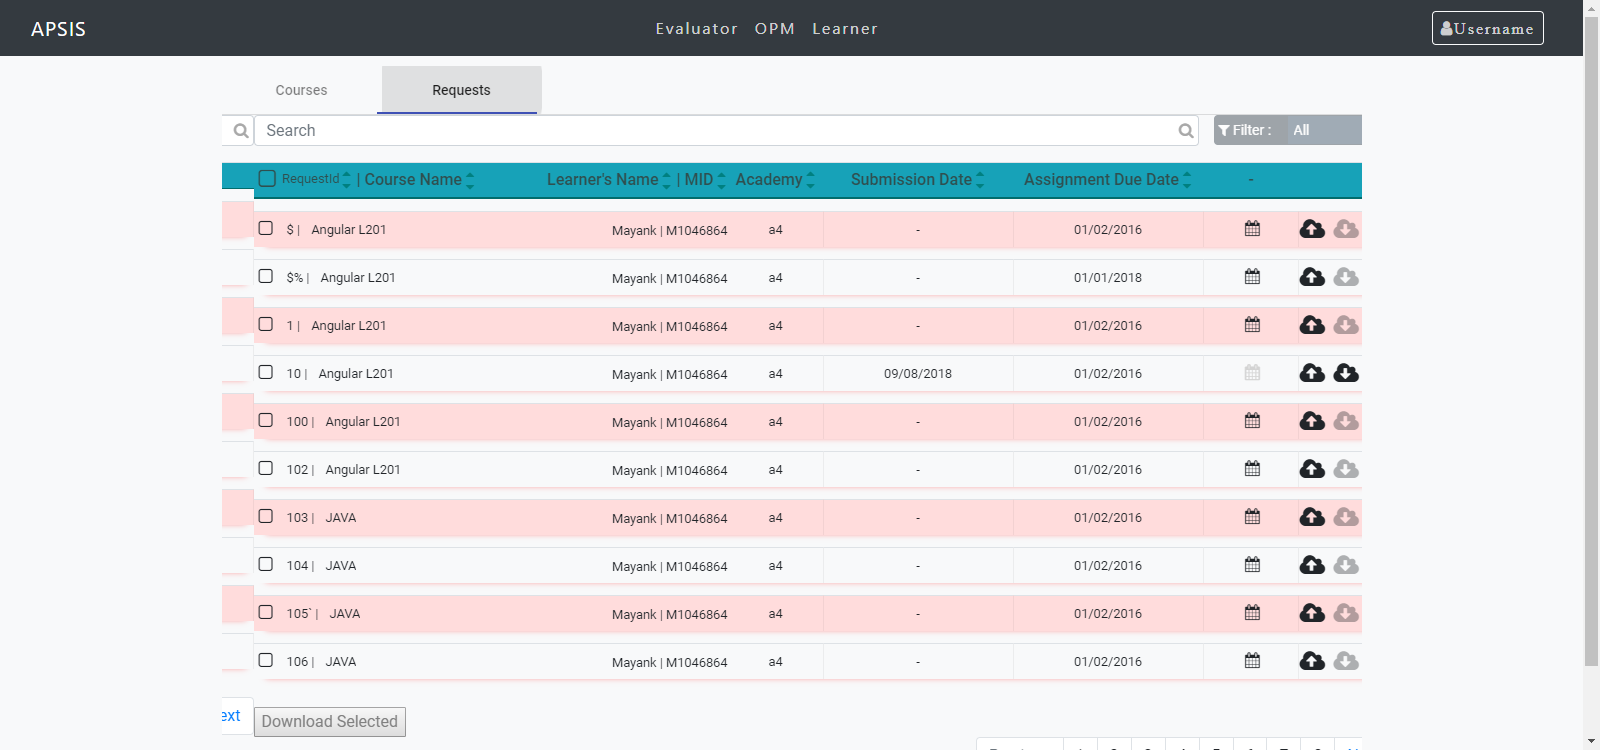 APSIS Evaluator OPM Learner Username
Courses Requests
Search Filter : All
RequestId | Course Name Learner's Name | MID Academy Submission Date Assignment Due Date -
$ | Angular L201 Mayank | M1046864 a4 - 01/02/2016
$% | Angular L201 Mayank | M1046864 a4 - 01/01/2018
1 | Angular L201 Mayank | M1046864 a4 - 01/02/2016
10 | Angular L201 Mayank | M1046864 a4 09/08/2018 01/02/2016
100 | Angular L201 Mayank | M1046864 a4 - 01/02/2016
102 | Angular L201 Mayank | M1046864 a4 - 01/02/2016
103 | JAVA Mayank | M1046864 a4 - 01/02/2016
104 | JAVA Mayank | M1046864 a4 - 01/02/2016
105` | JAVA Mayank | M1046864 a4 - 01/02/2016
106 | JAVA Mayank | M1046864 a4 - 01/02/2016
ext Download Selected